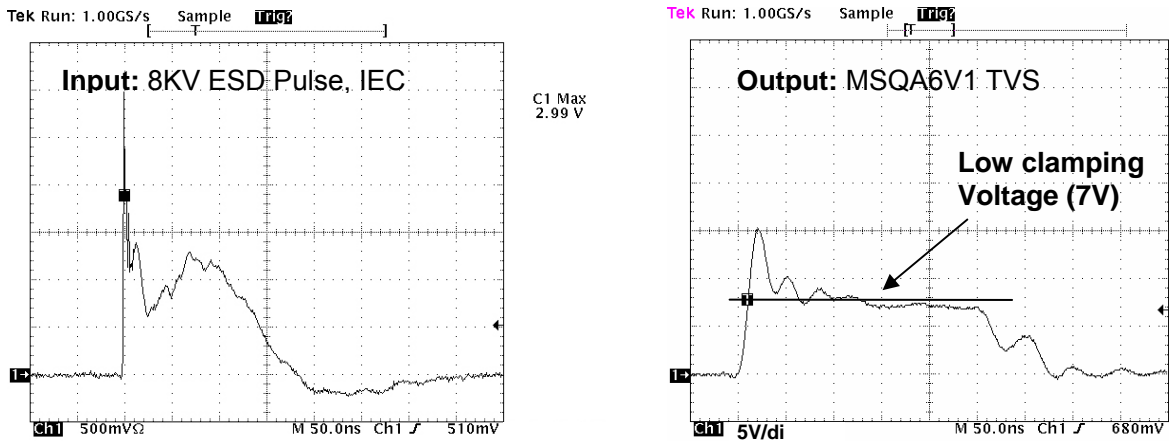 Tek Run: 1.00GS/s Sample Trig?
[ T ]
Input: 8KV ESD Pulse, IEC
C1 Max
2.99 V
1→
Ch1 500mVΩ M 50.0ns Ch1 ʃ 510mV
Tek Run: 1.00GS/s Sample Trig?
[ T ]
Output: MSQA6V1 TVS
Low clamping
Voltage (7V)
T
1→
Ch1 5V/di M 50.0ns Ch1 ʃ 680mV